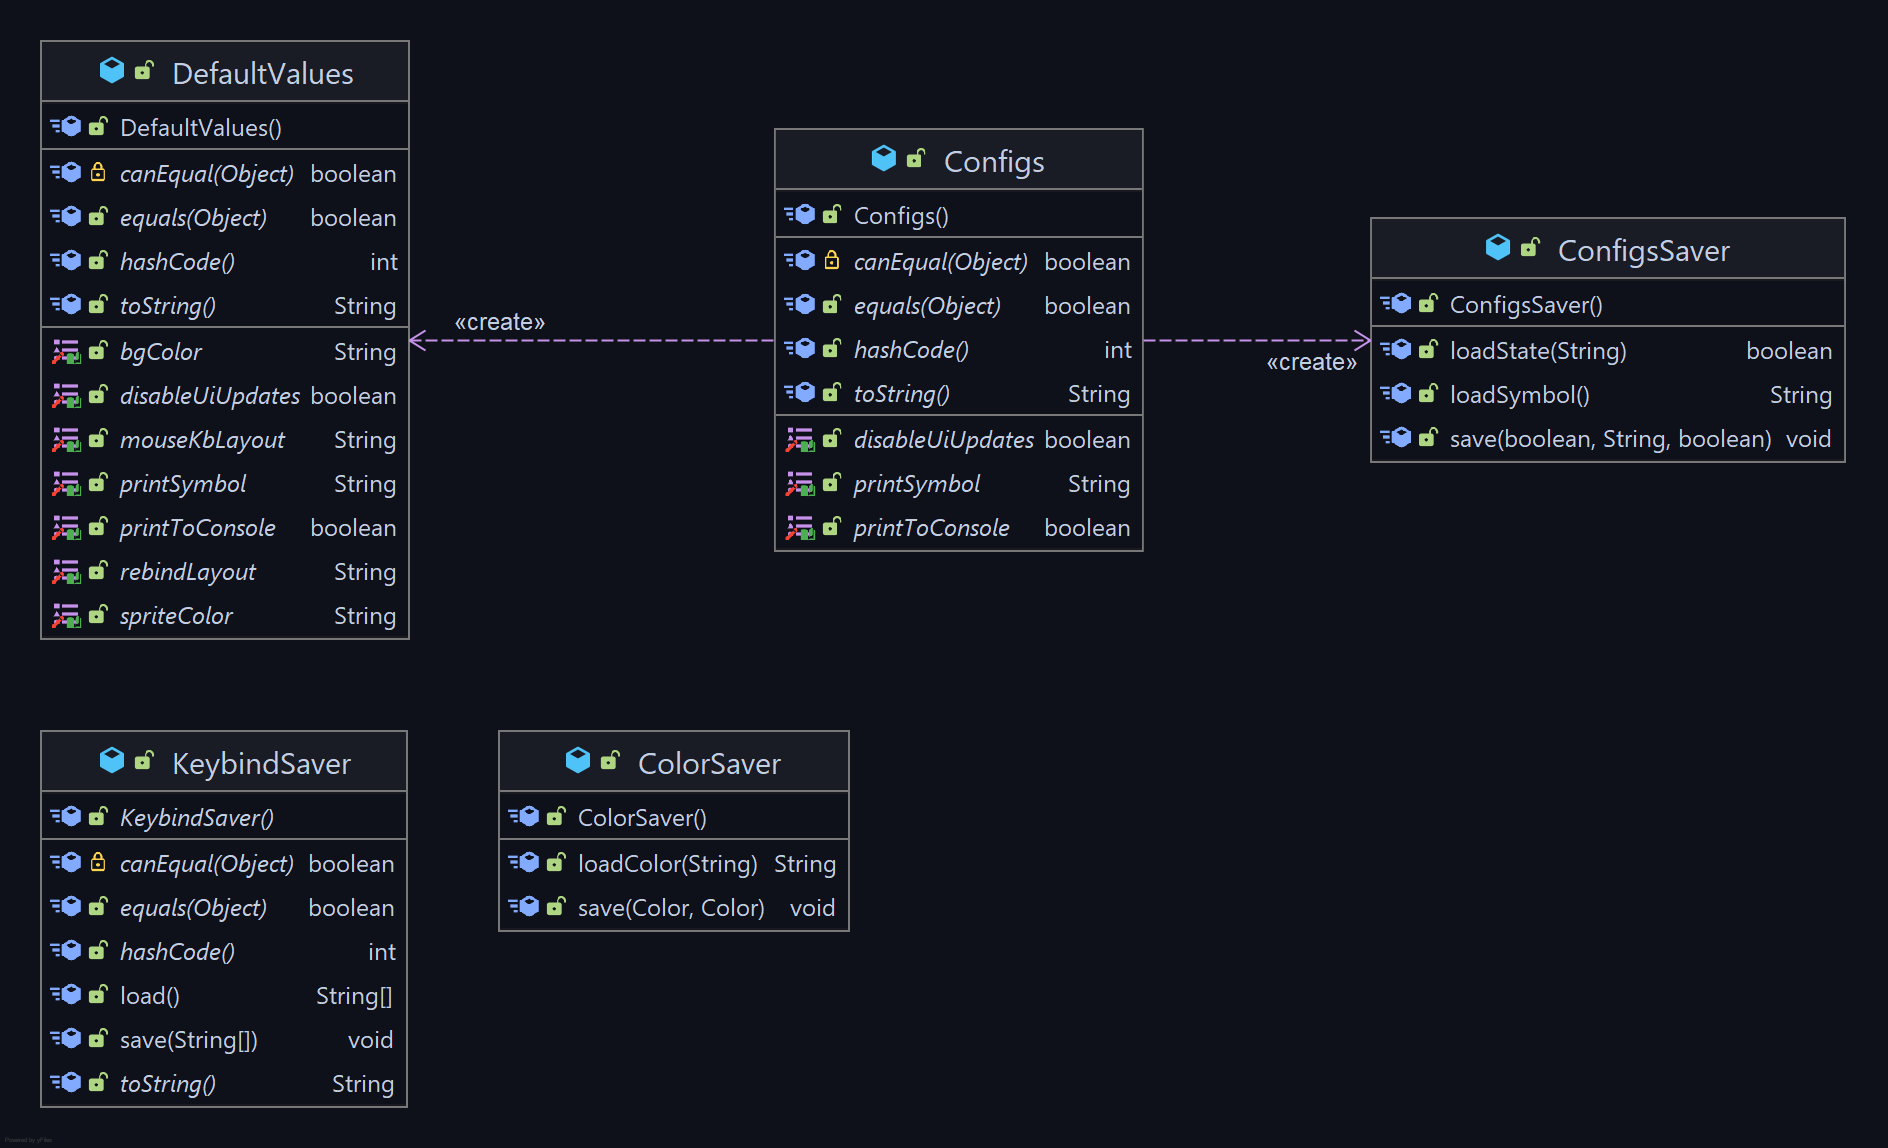 DefaultValues
DefaultValues()
canEqual(Object) boolean
equals(Object) boolean
hashCode() int
toString() String
bgColor String
disableUiUpdates boolean
mouseKbLayout String
printSymbol String
printToConsole boolean
rebindLayout String
spriteColor String
«create»
Configs
Configs()
canEqual(Object) boolean
equals(Object) boolean
hashCode() int
toString() String
disableUiUpdates boolean
printSymbol String
printToConsole boolean
«create»
ConfigsSaver
ConfigsSaver()
loadState(String) boolean
loadSymbol() String
save(boolean, String, boolean) void
KeybindSaver
KeybindSaver()
canEqual(Object) boolean
equals(Object) boolean
hashCode() int
load() String[]
save(String[]) void
toString() String
ColorSaver
ColorSaver()
loadColor(String) String
save(Color, Color) void
Powered by yFiles